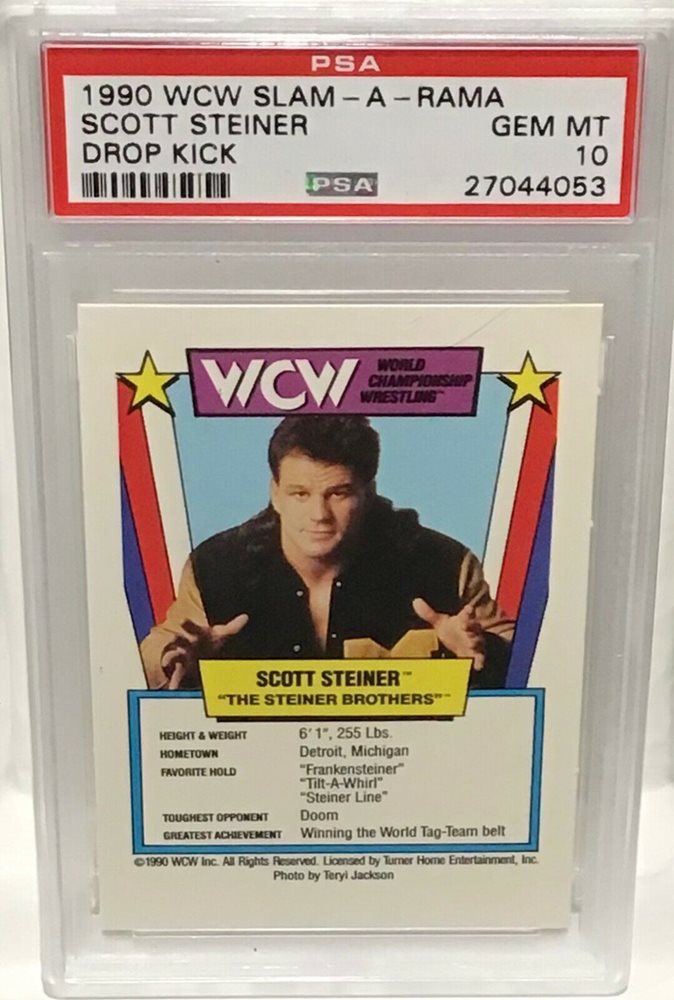 PSA
1990 WCW SLAM-A-RAMA
SCOTT STEINER GEM MT
DROP KICK 10
PSA 27044053
WCW WORLD
CHAMPIONSHIP
WRESTLING™
SCOTT STEINER™
"THE STEINER BROTHERS"™
HEIGHT & WEIGHT 6'1", 255 Lbs.
HOMETOWN Detroit, Michigan
FAVORITE HOLD "Frankensteiner"
"Tilt-A-Whirl"
"Steiner Line"
TOUGHEST OPPONENT Doom
GREATEST ACHIEVEMENT Winning the World Tag-Team belt
©1990 WCW Inc. All Rights Reserved. Licensed by Turner Home Entertainment, Inc.
Photo by Teryl Jackson